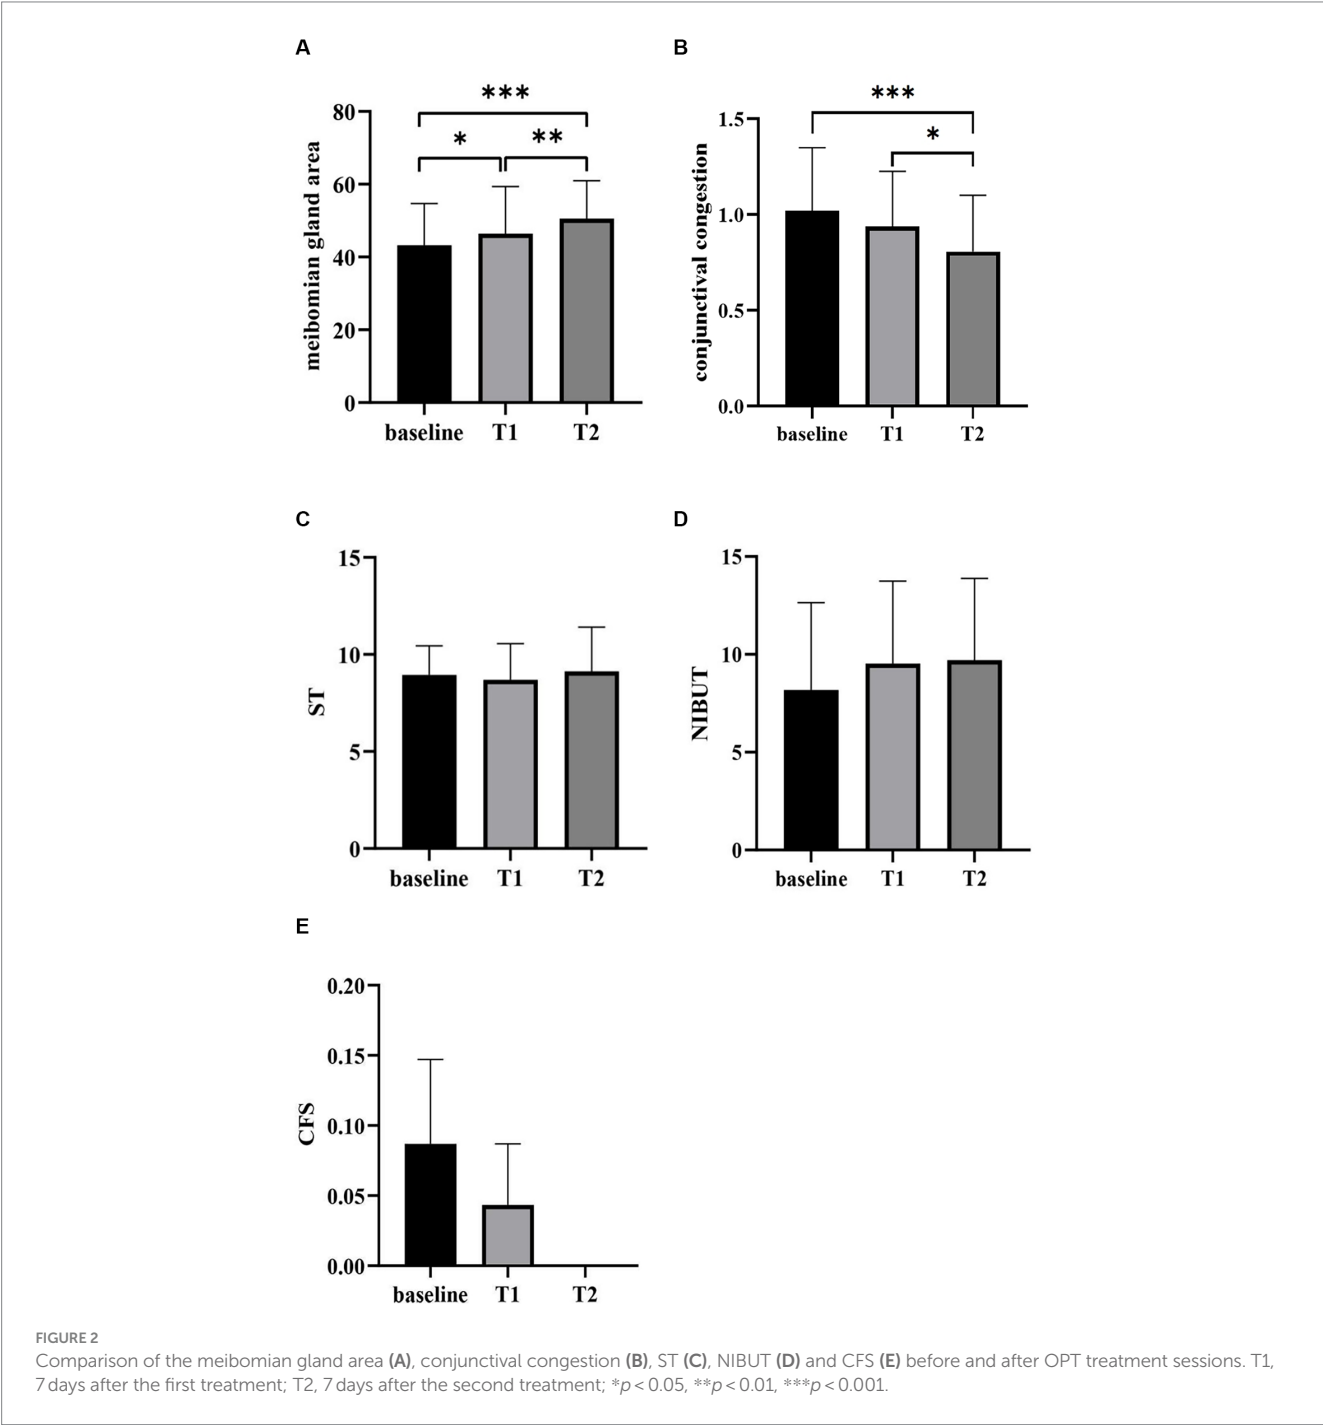 A
***
*
**
meibomian gland area
80
60
40
20
0
baseline
T1
T2
B
***
*
conjunctival congestion
1.5
1.0
0.5
0.0
baseline
T1
T2
C
ST
15
10
5
0
baseline
T1
T2
D
NIBUT
15
10
5
0
baseline
T1
T2
E
CFS
0.20
0.15
0.10
0.05
0.00
baseline
T1
T2
FIGURE 2
Comparison of the meibomian gland area (A), conjunctival congestion (B), ST (C), NIBUT (D) and CFS (E) before and after OPT treatment sessions. T1,
7 days after the first treatment; T2, 7 days after the second treatment; *p < 0.05, **p < 0.01, ***p < 0.001.